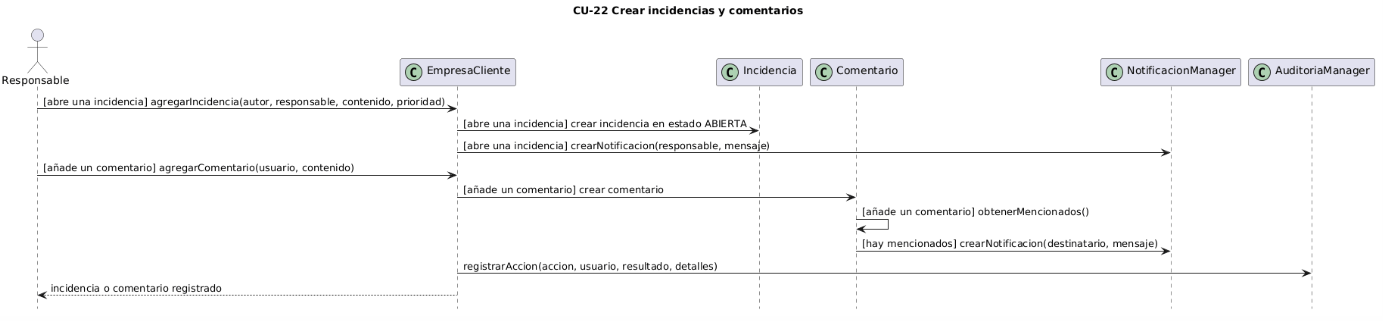 CU-22 Crear incidencias y comentarios
Responsable
C EmpresaCliente
C Incidencia
C Comentario
C NotificacionManager
C AuditoriaManager
[abre una incidencia] agregarIncidencia(autor, responsable, contenido, prioridad)
[abre una incidencia] crear incidencia en estado ABIERTA
[abre una incidencia] crearNotificacion(responsable, mensaje)
[añade un comentario] agregarComentario(usuario, contenido)
[añade un comentario] crear comentario
[añade un comentario] obtenerMencionados()
[hay mencionados] crearNotificacion(destinatario, mensaje)
registrarAccion(accion, usuario, resultado, detalles)
incidencia o comentario registrado